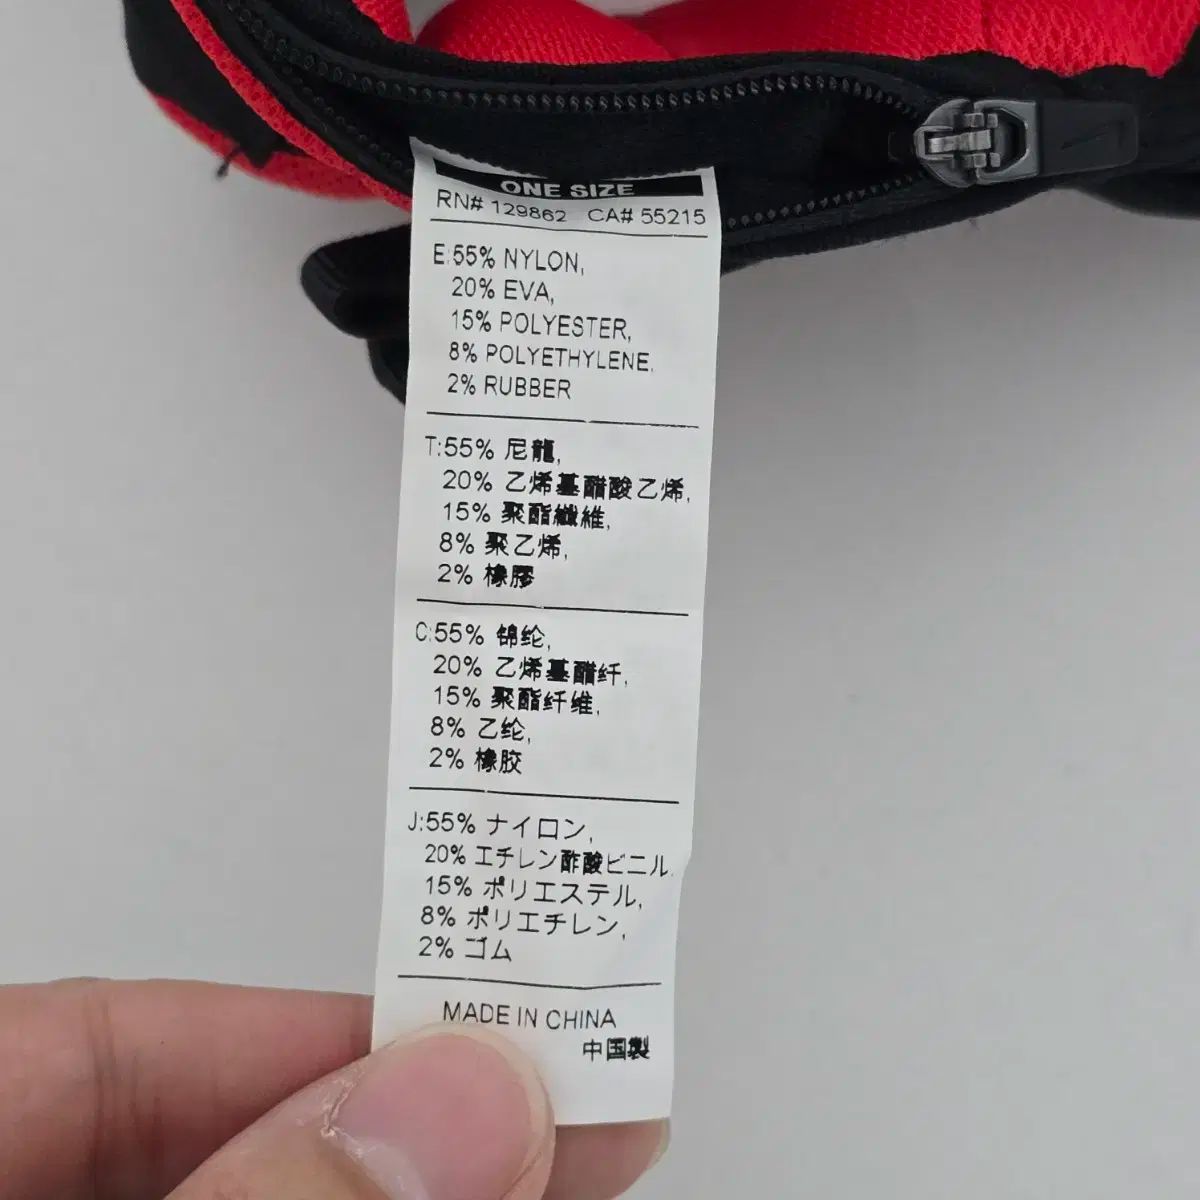 ONE SIZE
RN# 129862 CA# 55215
E:55% NYLON,
20% EVA,
15% POLYESTER,
8% POLYETHYLENE,
2% RUBBER
T:55% 尼龍,
20% 乙烯基醋酸乙烯,
15% 聚酯纖維,
8% 聚乙烯,
2% 橡膠
C:55% 锦纶,
20% 乙烯基醋纤,
15% 聚酯纤维,
8% 乙纶,
2% 橡胶
J:55% ナイロン,
20% エチレン酢酸ビニル,
15% ポリエステル,
8% ポリエチレン,
2% ゴム
MADE IN CHINA
中国製